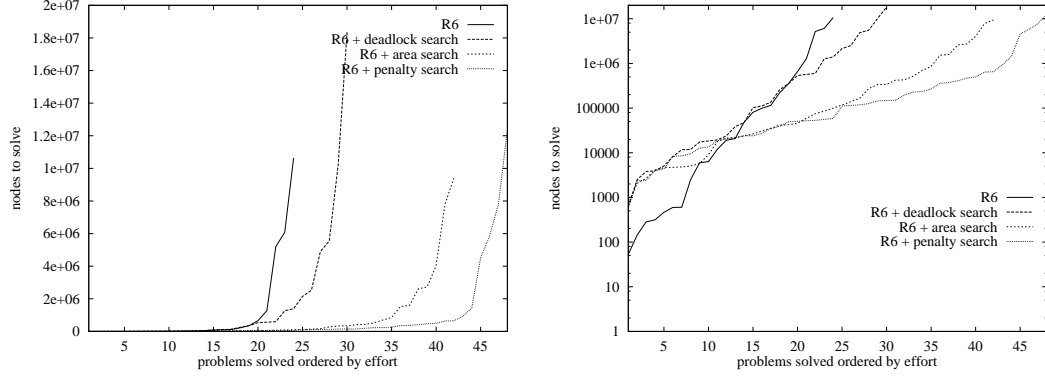 2e+07
1.8e+07
1.6e+07
1.4e+07
1.2e+07
1e+07
8e+06
6e+06
4e+06
2e+06
0
nodes to solve
5 10 15 20 25 30 35 40 45
problems solved ordered by effort
R6
R6 + deadlock search
R6 + area search
R6 + penalty search
1e+07
1e+06
100000
10000
1000
100
10
1
nodes to solve
5 10 15 20 25 30 35 40 45
problems solved ordered by effort
R6
R6 + deadlock search
R6 + area search
R6 + penalty search